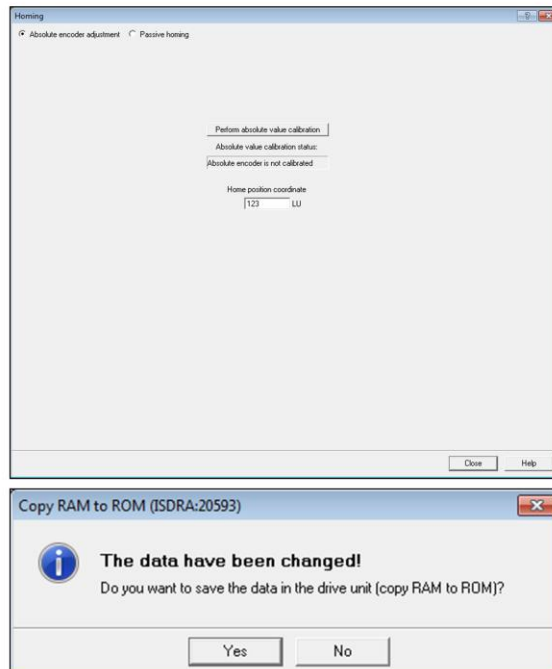 Homing
Absolute encoder adjustment Passive homing
Perform absolute value calibration
Absolute value calibration status:
Absolute encoder is not calibrated
Home position coordinate
123 LU
Close Help
Copy RAM to ROM (ISDRA:20593)
The data have been changed!
Do you want to save the data in the drive unit (copy RAM to ROM)?
Yes No